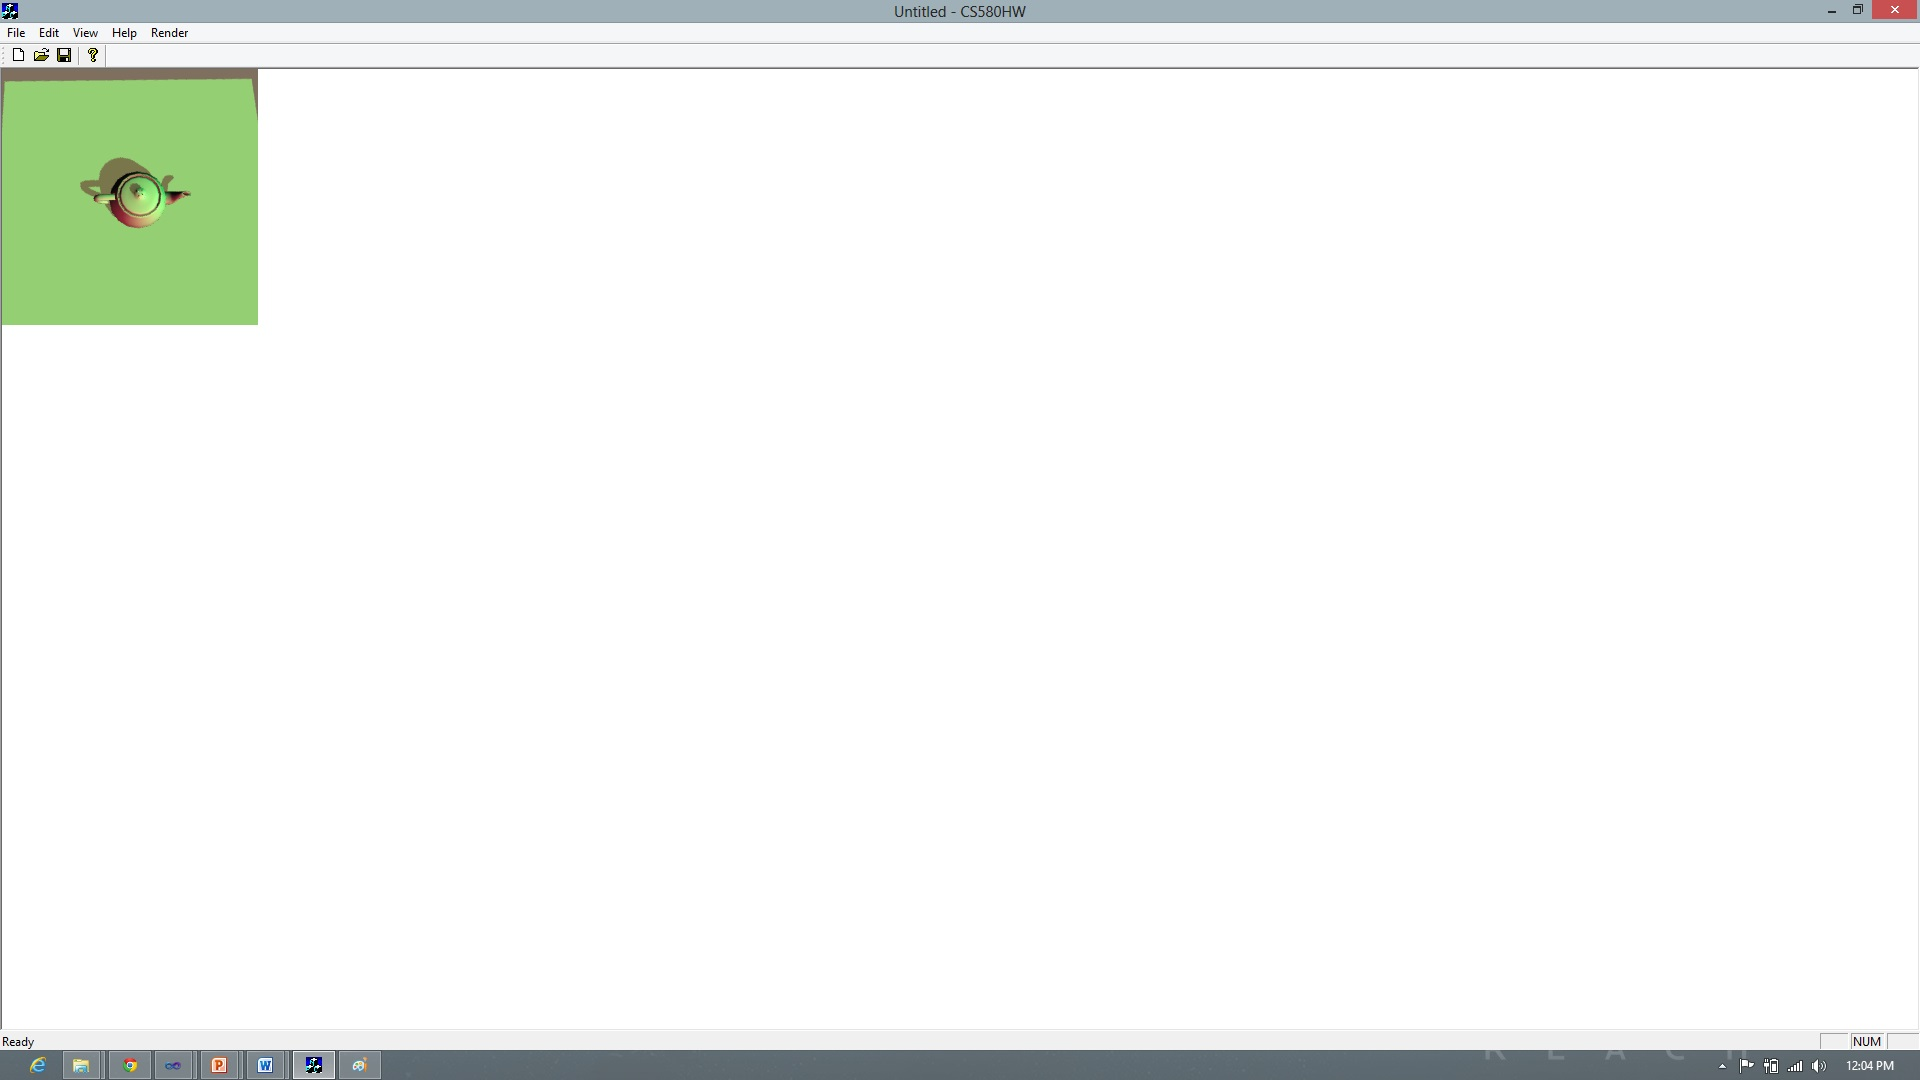 Untitled - CS580HW
File Edit View Help Render
Ready
NUM
R E A C H
12:04 PM